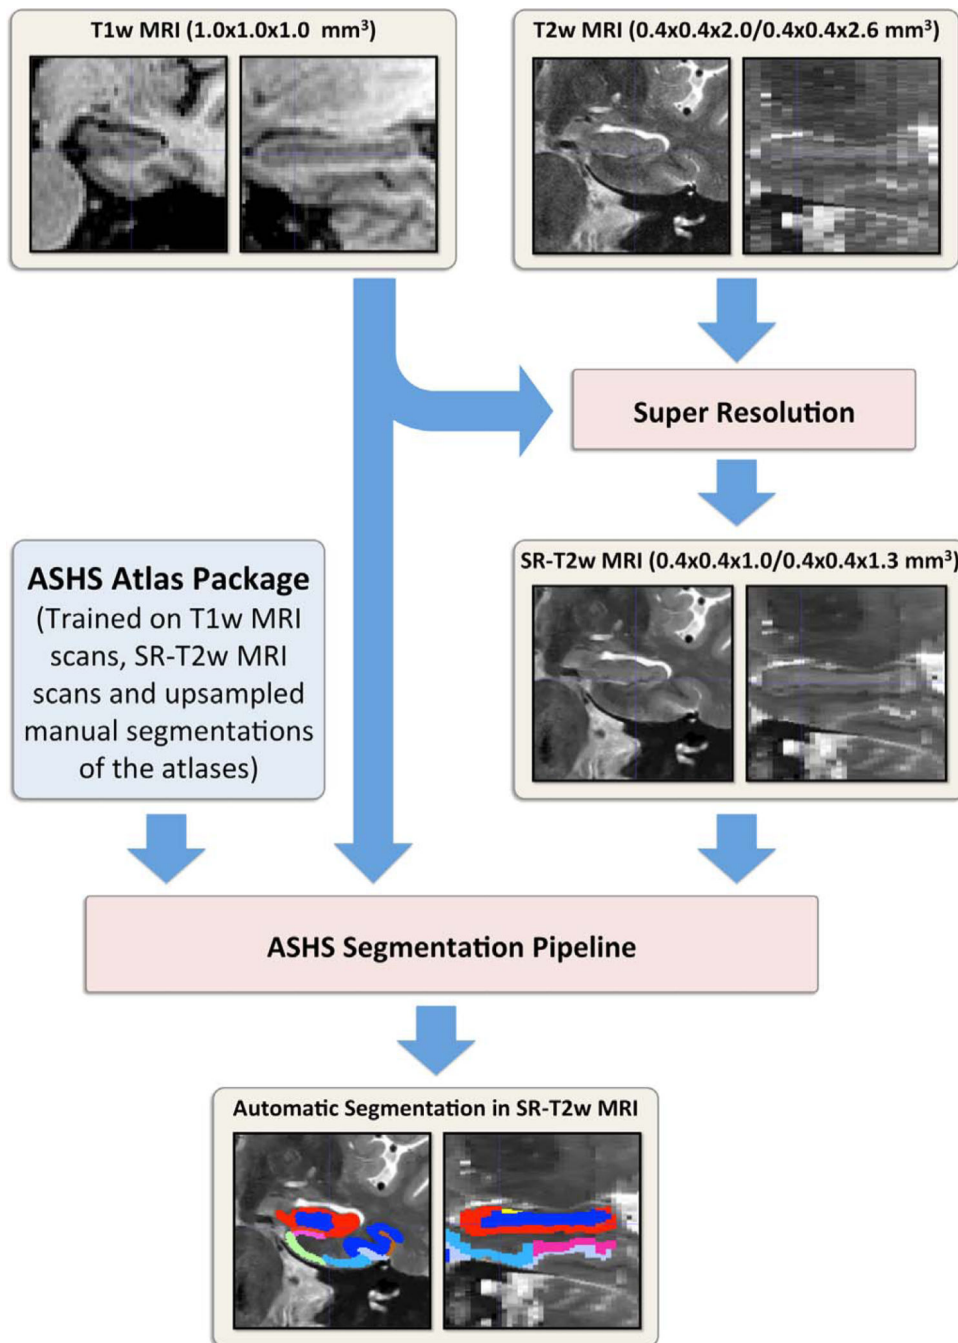 T1w MRI (1.0x1.0x1.0 mm³)
T2w MRI (0.4x0.4x2.0/0.4x0.4x2.6 mm³)
Super Resolution
SR-T2w MRI (0.4x0.4x1.0/0.4x0.4x1.3 mm³)
ASHS Atlas Package
(Trained on T1w MRI
scans, SR-T2w MRI
scans and upsampled
manual segmentations
of the atlases)
ASHS Segmentation Pipeline
Automatic Segmentation in SR-T2w MRI